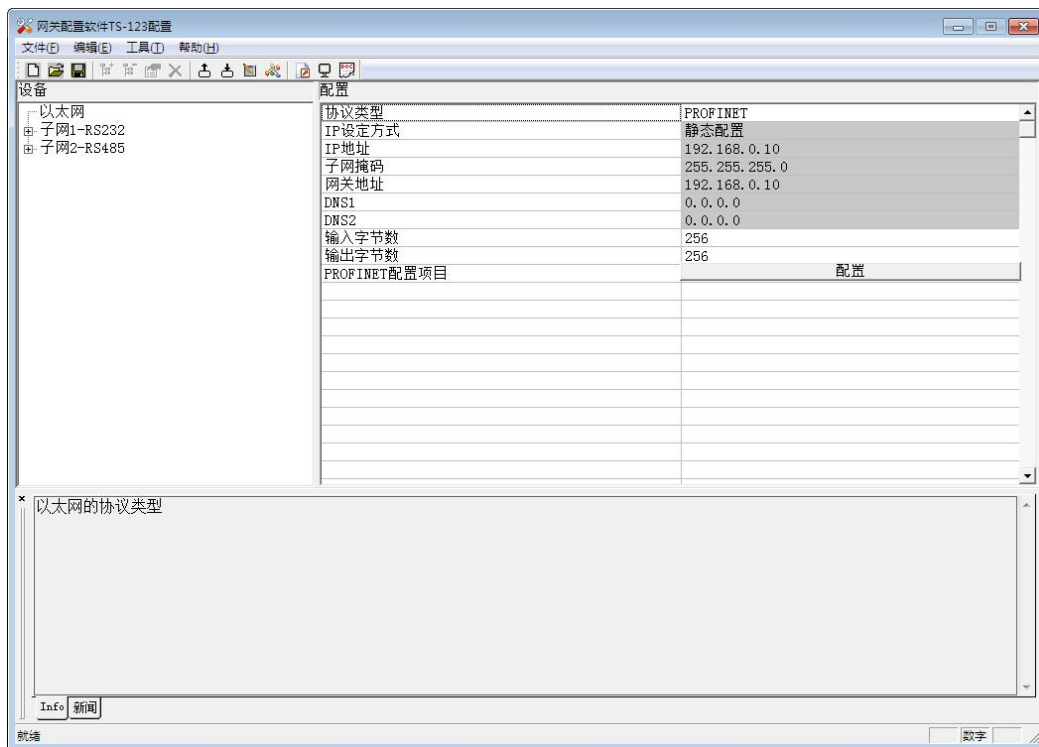 网关配置软件TS-123配置
文件(F) 编辑(E) 工具(T) 帮助(H)
设备
以太网
子网1-RS232
子网2-RS485
配置
协议类型 PROFINET
IP设定方式 静态配置
IP地址 192.168.0.10
子网掩码 255.255.255.0
网关地址 192.168.0.10
DNS1 0.0.0.0
DNS2 0.0.0.0
输入字节数 256
输出字节数 256
PROFINET配置项目 配置
以太网的协议类型
Info 新闻
就绪 数字